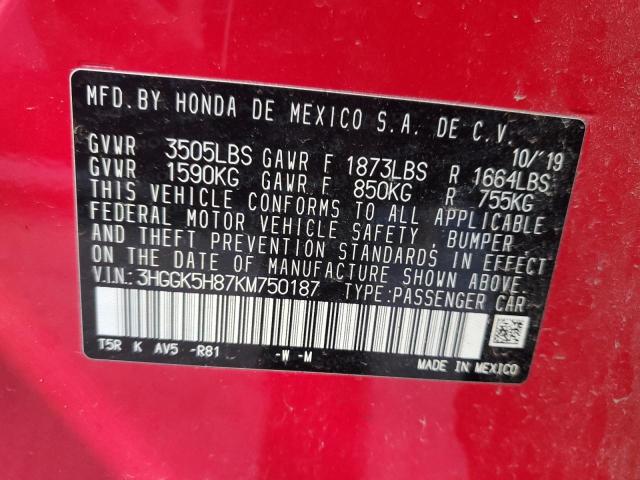 MFD. BY HONDA DE MEXICO S.A. DE C.V.
10/'19
GVWR 3505LBS GAWR F 1873LBS R 1664LBS
GVWR 1590KG GAWR F 850KG R 755KG
THIS VEHICLE CONFORMS TO ALL APPLICABLE
FEDERAL MOTOR VEHICLE SAFETY, BUMPER
AND THEFT PREVENTION STANDARDS IN EFFECT
ON THE DATE OF MANUFACTURE SHOWN ABOVE.
V.I.N.: 3HGGK5H87KM750187 TYPE: PASSENGER CAR
T5R K AV5 -R81 -W -M
MADE IN MEXICO